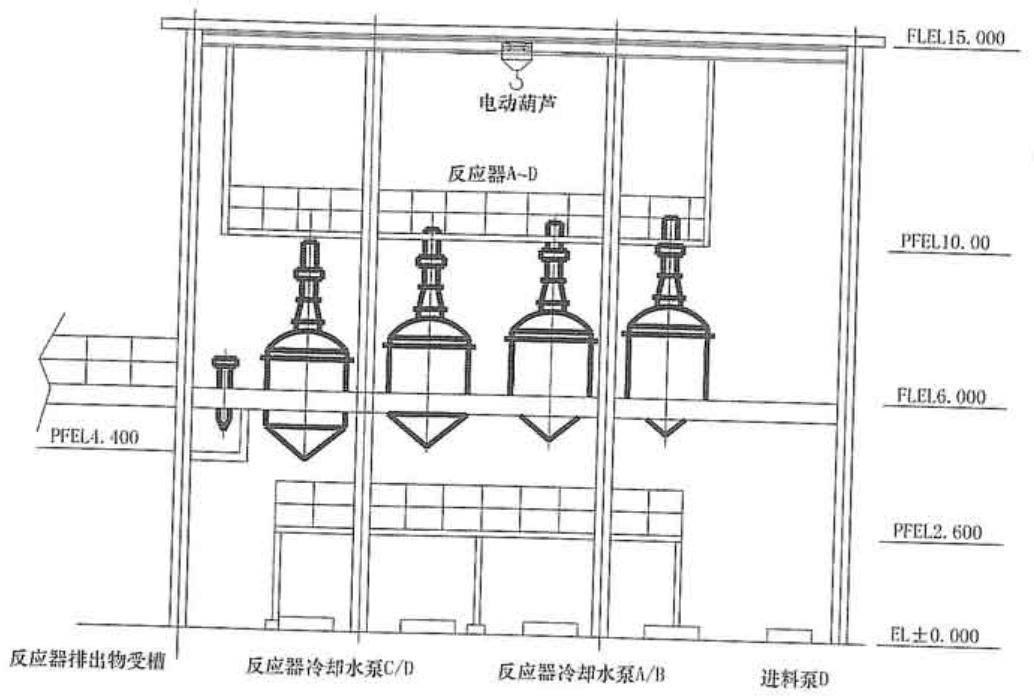 FLEL15.000
电动葫芦
反应器A~D
PFEL10.00
FLEL6.000
PFEL4.400
PFEL2.600
EL±0.000
反应器排出物受槽
反应器冷却水泵C/D
反应器冷却水泵A/B
进料泵D